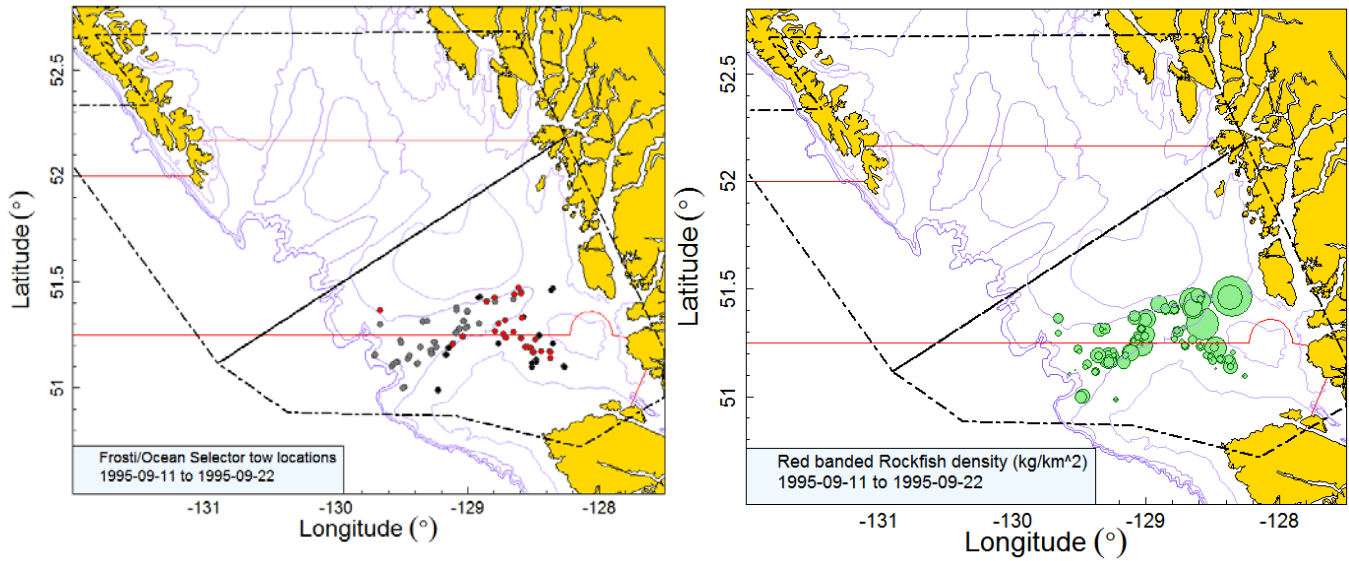 52.5
52
51.5
51
Latitude (°)
Frosti/Ocean Selector tow locations
1995-09-11 to 1995-09-22
-131
-130
-129
-128
Longitude (°)
52.5
52
51.5
51
Latitude (°)
Red banded Rockfish density (kg/km^2)
1995-09-11 to 1995-09-22
-131
-130
-129
-128
Longitude (°)